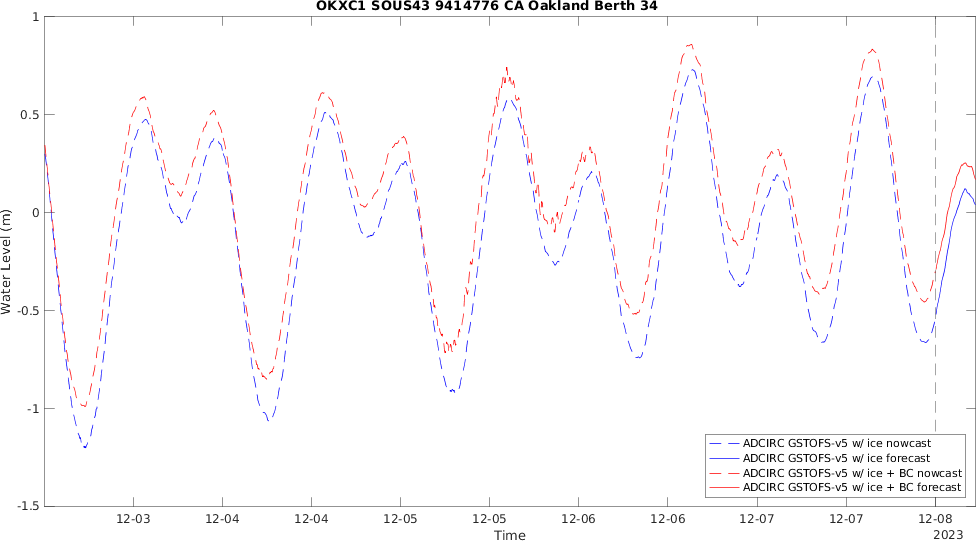 OKXC1 SOUS43 9414776 CA Oakland Berth 34
Water Level (m)
1
0.5
0
-0.5
-1
-1.5
ADCIRC GSTOFS-v5 w/ ice nowcast
ADCIRC GSTOFS-v5 w/ ice forecast
ADCIRC GSTOFS-v5 w/ ice + BC nowcast
ADCIRC GSTOFS-v5 w/ ice + BC forecast
12-03 12-04 12-04 12-05 12-05 12-06 12-06 12-07 12-07 12-08
2023
Time